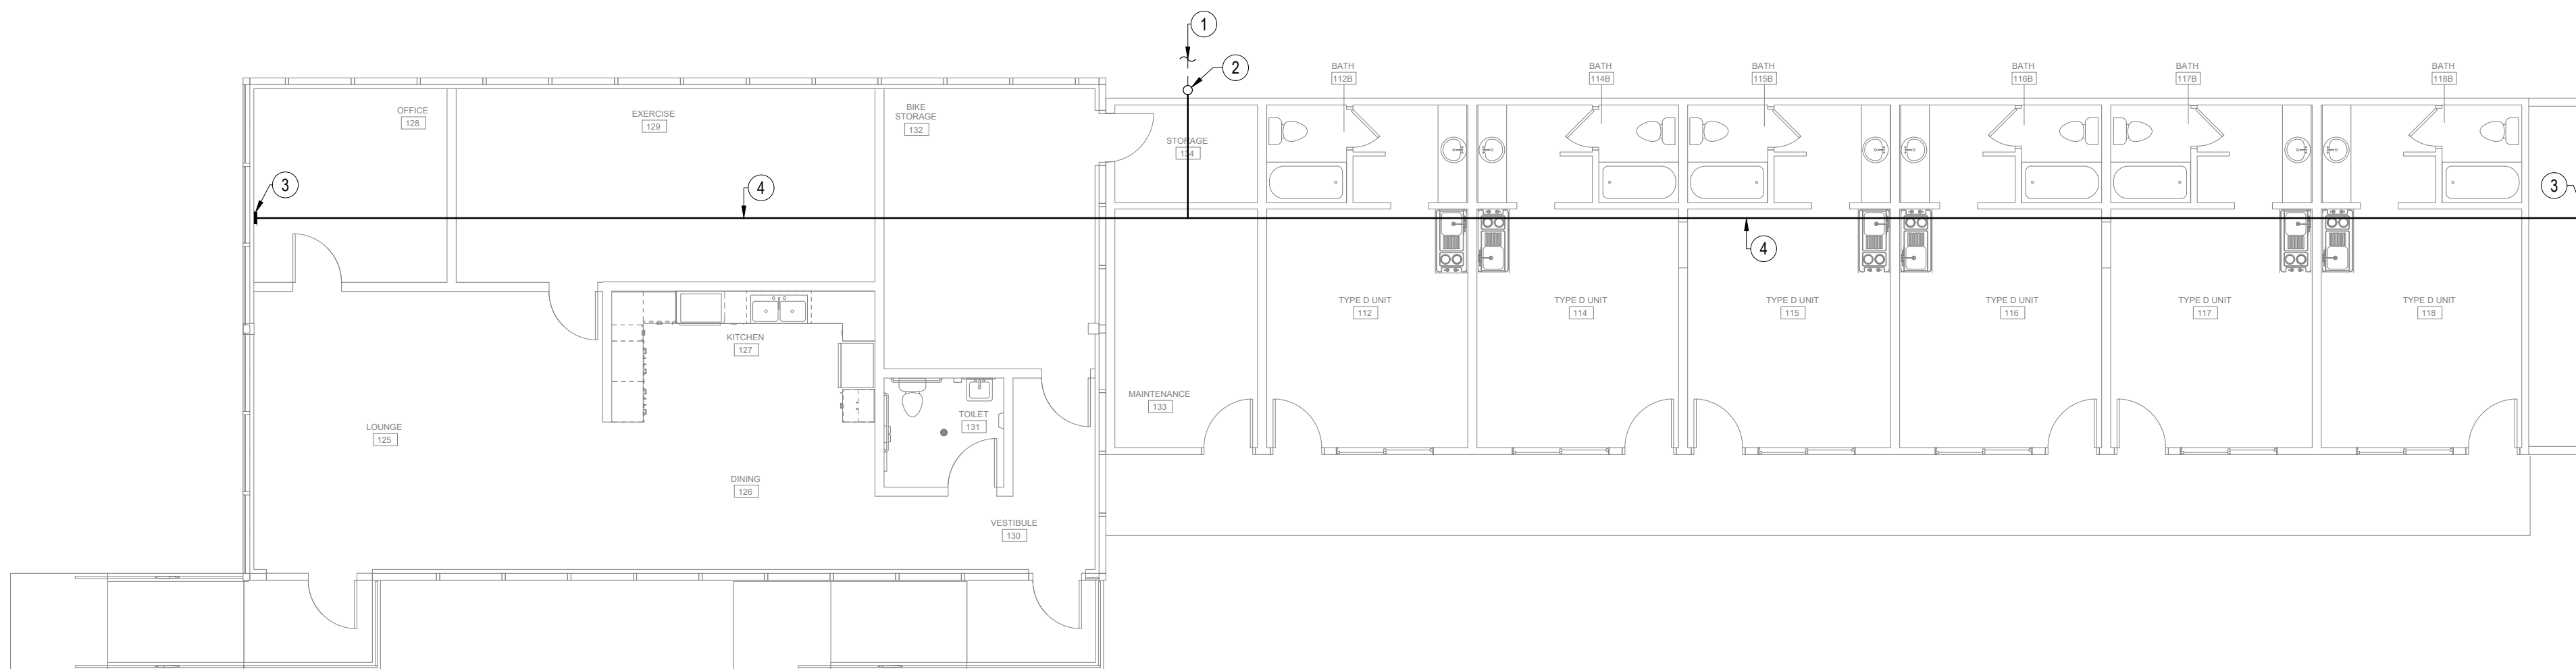 1
2
BATH
112B
BATH
114B
BATH
115B
BATH
116B
BATH
117B
BATH
118B
OFFICE
128
EXERCISE
129
BIKE
STORAGE
132
STORAGE
134
3
4
3
4
TYPE D UNIT
112
TYPE D UNIT
114
TYPE D UNIT
115
TYPE D UNIT
116
TYPE D UNIT
117
TYPE D UNIT
118
KITCHEN
127
MAINTENANCE
133
TOILET
131
LOUNGE
125
DINING
126
VESTIBULE
130